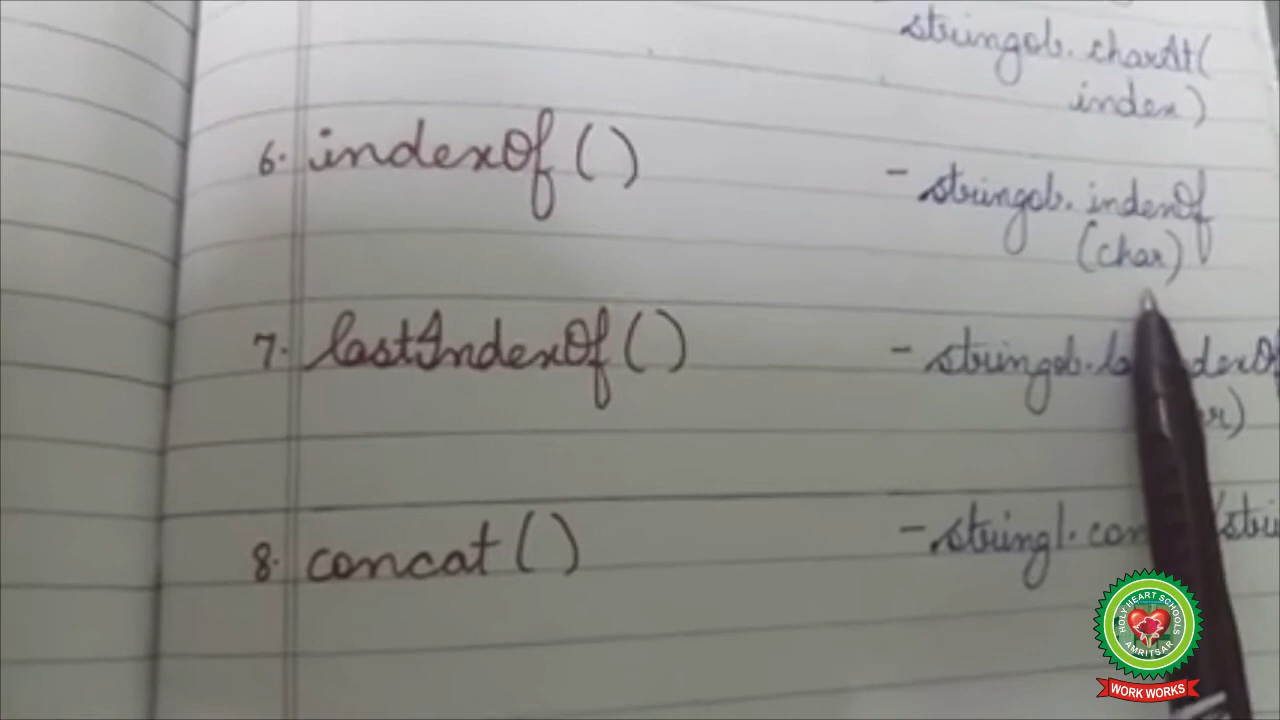 stringob. charAt(
index)
6. indexOf ()
- stringob. indexOf
(char)
7. lastIndexOf ()
- stringob.
8. concat ()
- string1.
HOLY HEART SCHOOLS
AMRITSAR
WORK WORKS